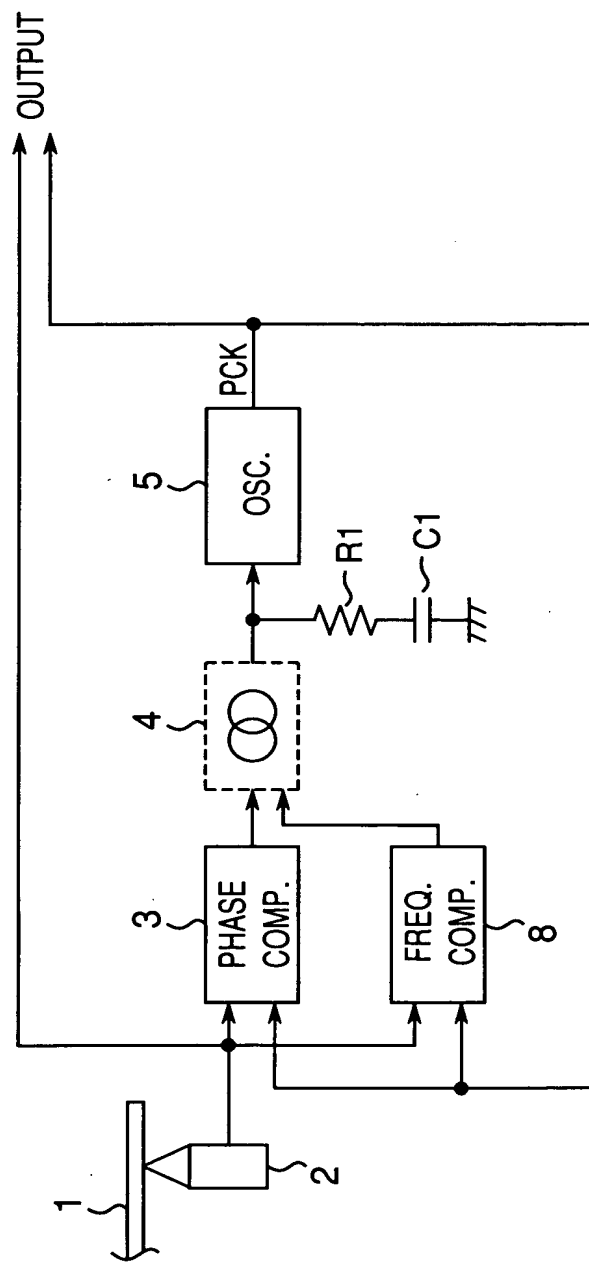 1
2
3
PHASE
COMP.
FREQ.
COMP.
8
4
5
OSC.
PCK
R1
C1
OUTPUT